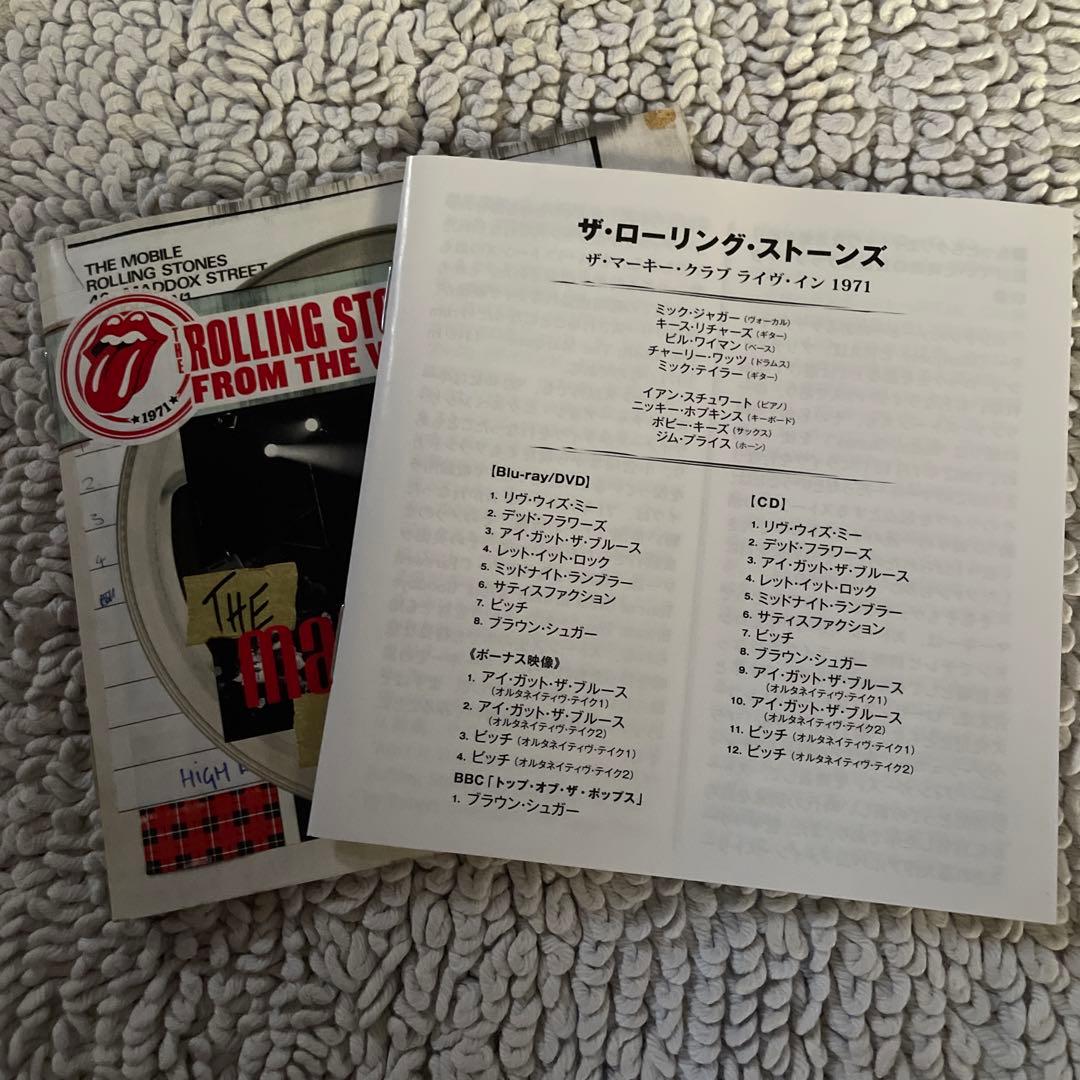 THE MOBILE
ROLLING STONES
MADDOX STREET
THE
ROLLING STO
FROM THE
★1971★
2
3
4
THE
Ma
HIGH
ザ・ローリング・ストーンズ
ザ・マーキー・クラブ ライヴ・イン 1971
ミック・ジャガー（ヴォーカル）
キース・リチャーズ（ギター）
ビル・ワイマン（ベース）
チャーリー・ワッツ（ドラムス）
ミック・テイラー（ギター）
イアン・スチュワート（ピアノ）
ニッキー・ホプキンス（キーボード）
ボビー・キーズ（サックス）
ジム・プライス（ホーン）
【Blu-ray/DVD】
1. リヴ・ウィズ・ミー
2. デッド・フラワーズ
3. アイ・ガット・ザ・ブルース
4. レット・イット・ロック
5. ミッドナイト・ランブラー
6. サティスファクション
7. ビッチ
8. ブラウン・シュガー
《ボーナス映像》
1. アイ・ガット・ザ・ブルース
（オルタネイティヴ・テイク1）
2. アイ・ガット・ザ・ブルース
（オルタネイティヴ・テイク2）
3. ビッチ（オルタネイティヴ・テイク1）
4. ビッチ（オルタネイティヴ・テイク2）
BBC「トップ・オブ・ザ・ポップス」
1. ブラウン・シュガー
【CD】
1. リヴ・ウィズ・ミー
2. デッド・フラワーズ
3. アイ・ガット・ザ・ブルース
4. レット・イット・ロック
5. ミッドナイト・ランブラー
6. サティスファクション
7. ビッチ
8. ブラウン・シュガー
9. アイ・ガット・ザ・ブルース
（オルタネイティヴ・テイク1）
10. アイ・ガット・ザ・ブルース
（オルタネイティヴ・テイク2）
11. ビッチ（オルタネイティヴ・テイク1）
12. ビッチ（オルタネイティヴ・テイク2）